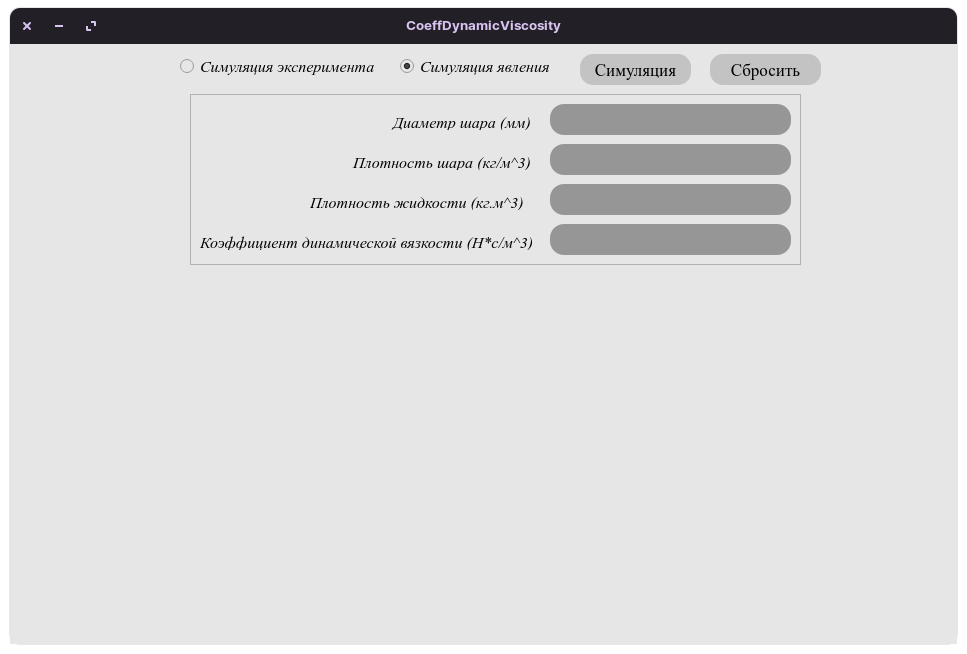 CoeffDynamicViscosity
Симуляция эксперимента Симуляция явления Симуляция Сбросить
Диаметр шара (мм)
Плотность шара (кг/м^3)
Плотность жидкости (кг.м^3)
Коэффициент динамической вязкости (Н*с/м^3)